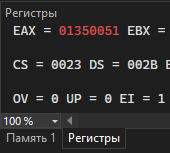 Регистры
EAX = 01350051 EBX =
CS = 0023 DS = 002B
OV = 0 UP = 0 EI = 1
100 %
Память 1 Регистры